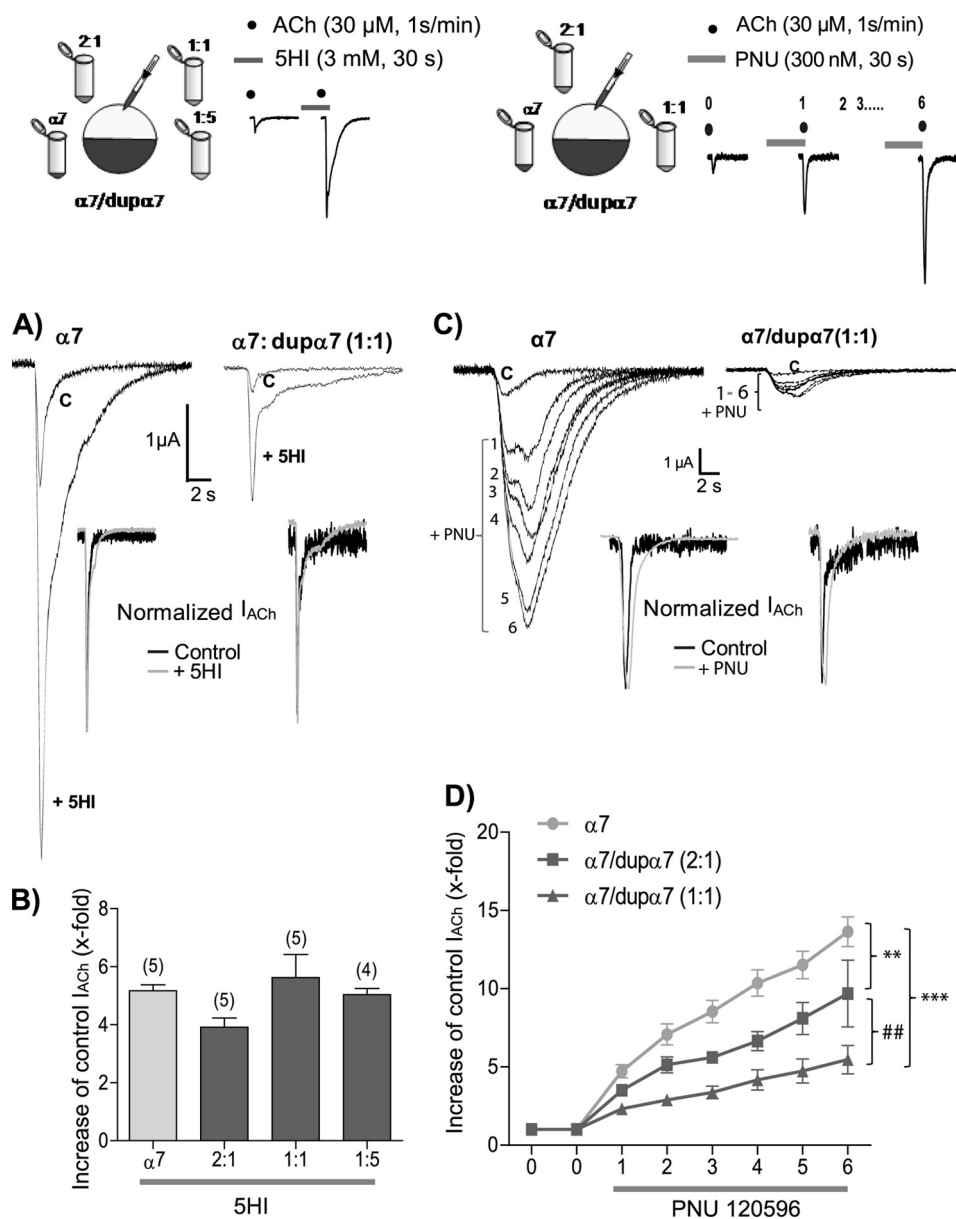 2:1
1:1
α7
1:5
α7/dupα7
ACh (30 µM, 1s/min)
5HI (3 mM, 30 s)
2:1
α7
1:1
α7/dupα7
ACh (30 µM, 1s/min)
PNU (300 nM, 30 s)
0 1 2 3..... 6
A)
α7
α7: dupα7 (1:1)
C
C
1µA
2 s
+ 5HI
Normalized IACh
Control
+ 5HI
+ 5HI
C)
α7
α7/dupα7(1:1)
C
C
1 - 6
+ PNU
1
2
3
4
5
6
+ PNU
1 µA
2 s
Normalized IACh
Control
+ PNU
B)
Increase of control IACh (x-fold)
8
6
4
2
0
(5)
(5)
(5)
(4)
α7 2:1 1:1 1:5
5HI
D)
α7
α7/dupα7 (2:1)
α7/dupα7 (1:1)
Increase of control IACh (x-fold)
20
15
10
5
0
**
##
***
0 0 1 2 3 4 5 6
PNU 120596